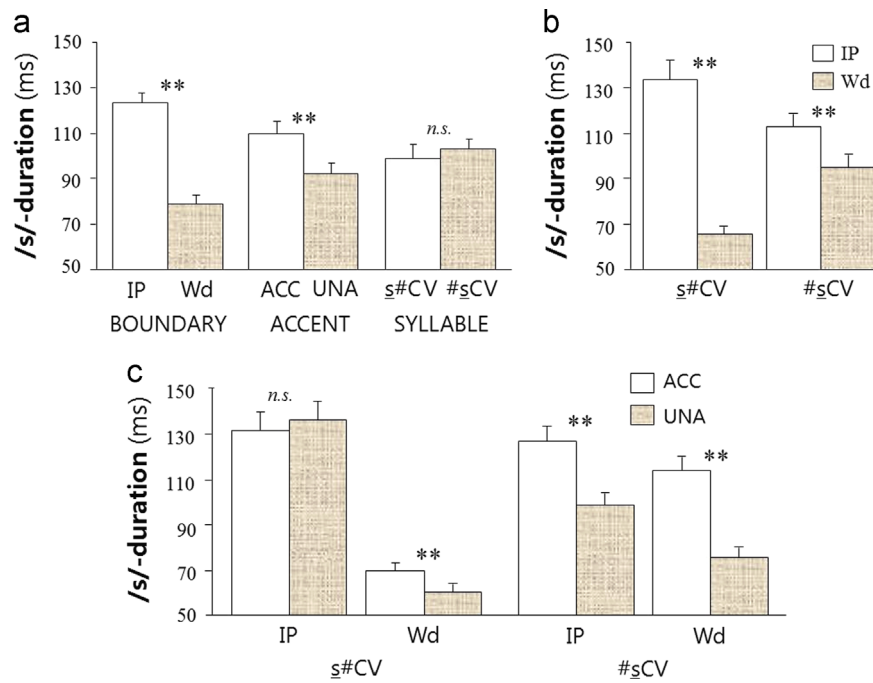 a
/s/-duration (ms)
150
130
110
90
70
50
**
**
n.s.
IP Wd ACC UNA s#CV #sCV
BOUNDARY ACCENT SYLLABLE
b
/s/-duration (ms)
150
130
110
90
70
50
**
**
IP
Wd
s#CV #sCV
c
/s/-duration (ms)
150
130
110
90
70
50
n.s.
**
**
**
ACC
UNA
IP Wd IP Wd
s#CV #sCV